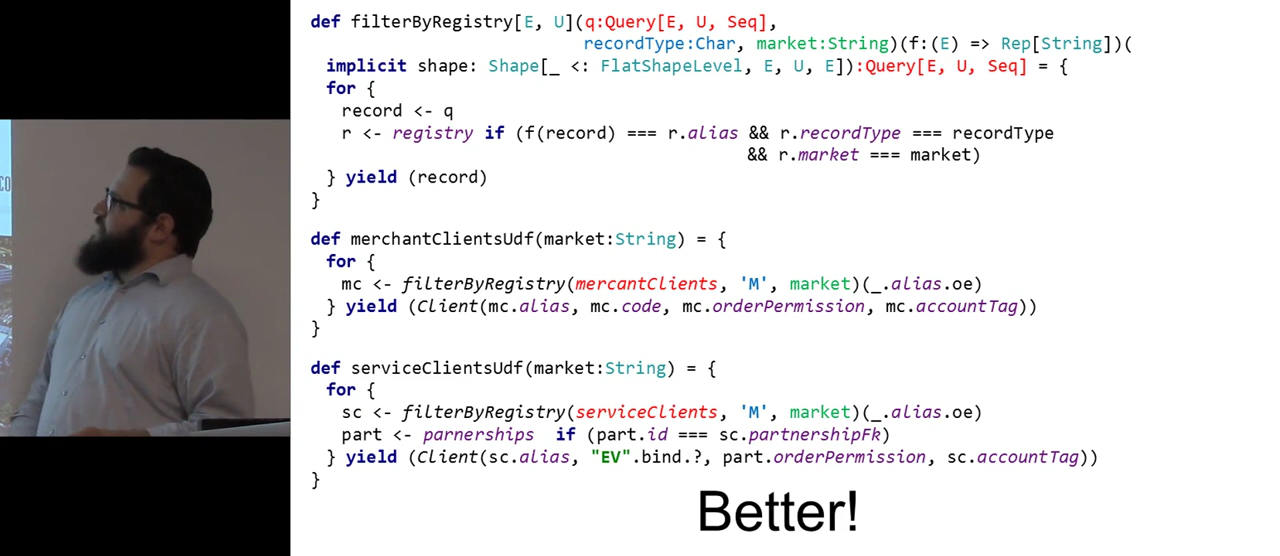 def filterByRegistry[E, U](q:Query[E, U, Seq],
recordType:Char, market:String)(f:(E) => Rep[String])(
implicit shape: Shape[_ <: FlatShapeLevel, E, U, E]):Query[E, U, Seq] = {
for {
record <- q
r <- registry if (f(record) === r.alias && r.recordType === recordType
&& r.market === market)
} yield (record)
}
def merchantClientsUdf(market:String) = {
for {
mc <- filterByRegistry(mercantClients, 'M', market)(_.alias.oe)
} yield (Client(mc.alias, mc.code, mc.orderPermission, mc.accountTag))
}
def serviceClientsUdf(market:String) = {
for {
sc <- filterByRegistry(serviceClients, 'M', market)(_.alias.oe)
part <- parnerships if (part.id === sc.partnershipFk)
} yield (Client(sc.alias, "EV".bind.?, part.orderPermission, sc.accountTag))
}
Better!